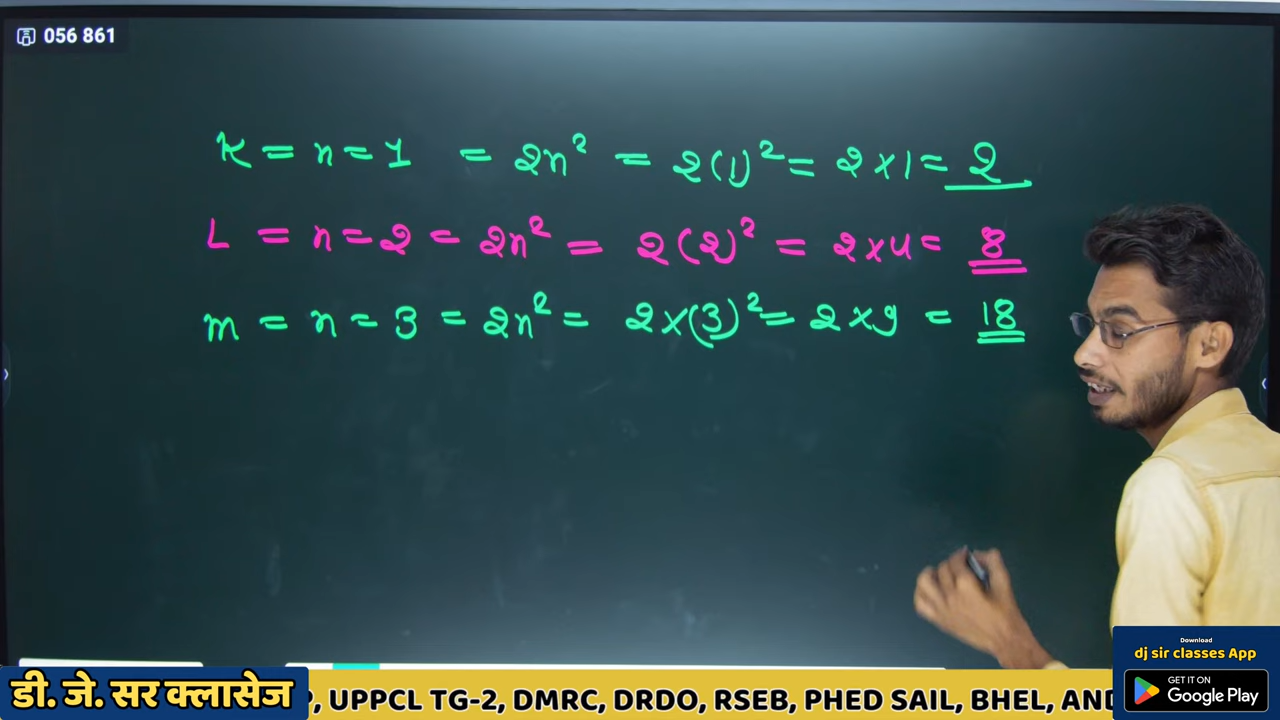 056 861
K = n = 1 = 2n² = 2(1)² = 2×1 = 2
L = n = 2 = 2n² = 2(2)² = 2×4 = 8
m = n = 3 = 2n² = 2×(3)² = 2×9 = 18
Download
dj sir classes App
GET IT ON
Google Play
डी. जे. सर क्लासेज
P, UPPCL TG-2, DMRC, DRDO, RSEB, PHED SAIL, BHEL, AND